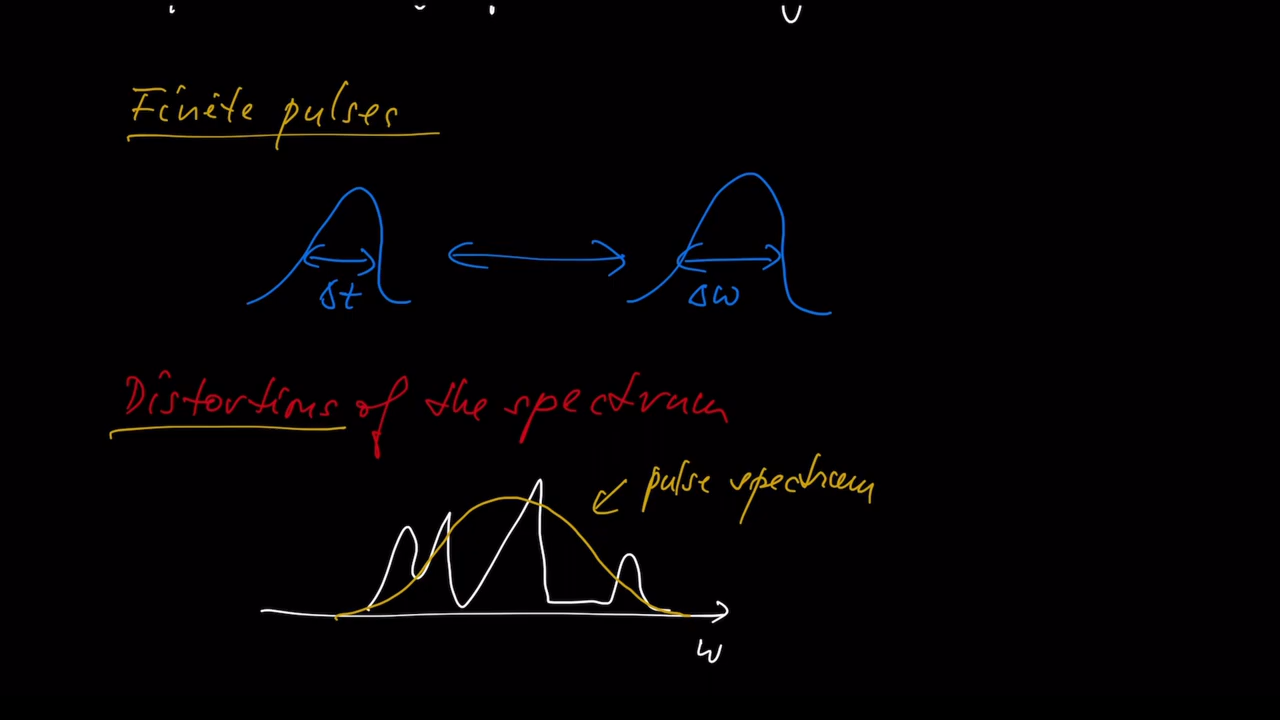 Finite pulses
Δt
Δω
Distortions of the spectrum
pulse spectrum
ω